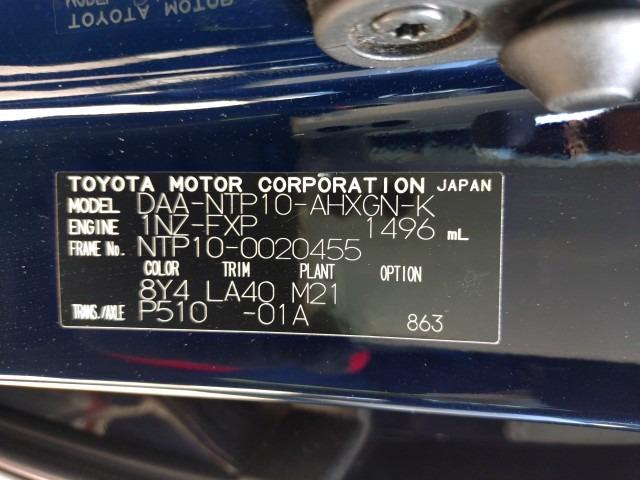 TOYOTA MOTOR CORPORATION JAPAN
MODEL DAA-NTP10-AHXGN-K
ENGINE 1NZ-FXP 1496 mL
FRAME No. NTP10-0020455
COLOR TRIM PLANT OPTION
8Y4 LA40 M21
TRANS./AXLE P510 -01A 863